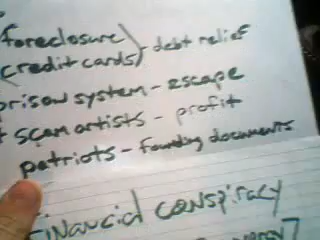 foreclosure)
(credit cards) - debt relief
prison system - escape
scam artists - profit
patriots - founding documents
Financial conspiracy